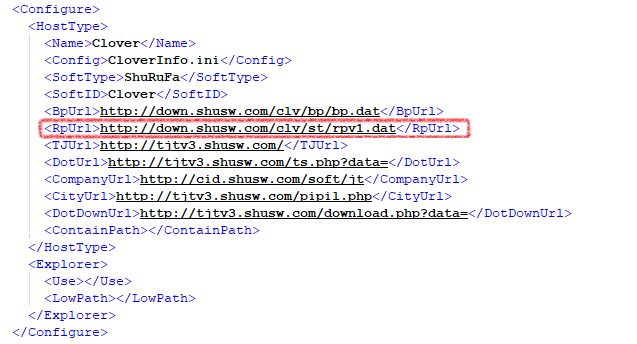 <Configure>
<HostType>
<Name>Clover</Name>
<Config>CloverInfo.ini</Config>
<SoftType>ShuRuFa</SoftType>
<SoftID>Clover</SoftID>
<BpUrl>http://down.shusw.com/clv/bp/bp.dat</BpUrl>
<RpUrl>http://down.shusw.com/clv/st/rpv1.dat</RpUrl>
<TJUrl>http://tjtv3.shusw.com/</TJUrl>
<DotUrl>http://tjtv3.shusw.com/ts.php?data=</DotUrl>
<CompanyUrl>http://cid.shusw.com/soft/jt</CompanyUrl>
<CityUrl>http://tjtv3.shusw.com/pipil.php</CityUrl>
<DotDownUrl>http://tjtv3.shusw.com/download.php?data=</DotDownUrl>
<ContainPath></ContainPath>
</HostType>
<Explorer>
<Use></Use>
<LowPath></LowPath>
</Explorer>
</Configure>